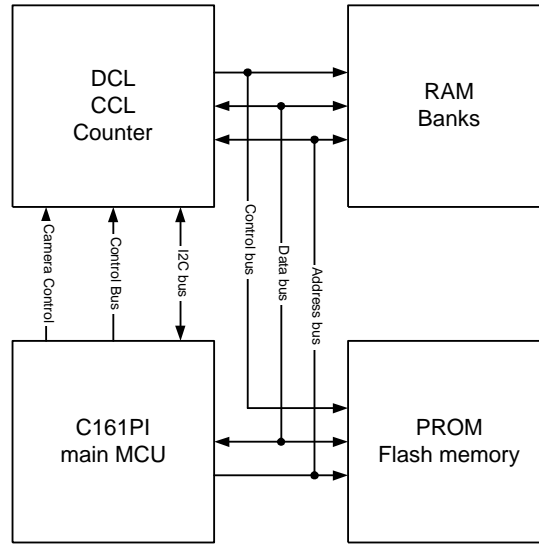 DCL
CCL
Counter
RAM
Banks
Camera Control
Control Bus
I2C bus
Control bus
Data bus
Address bus
C161PI
main MCU
PROM
Flash memory